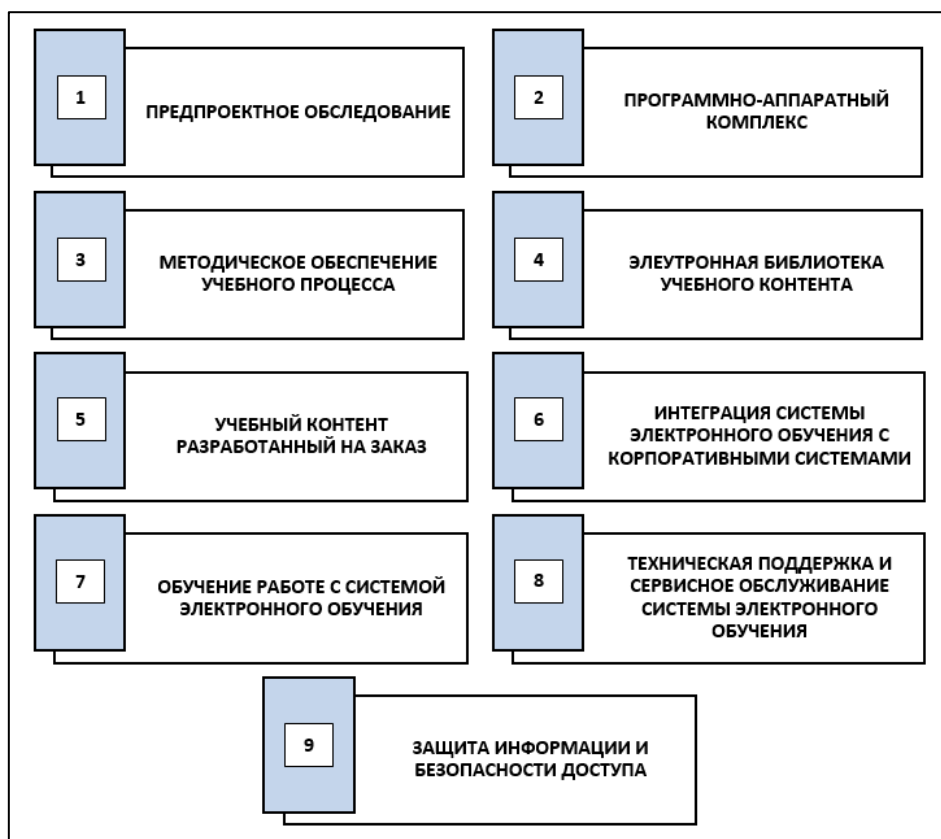 1
ПРЕДПРОЕКТНОЕ ОБСЛЕДОВАНИЕ
2
ПРОГРАММНО-АППАРАТНЫЙ
КОМПЛЕКС
3
МЕТОДИЧЕСКОЕ ОБЕСПЕЧЕНИЕ
УЧЕБНОГО ПРОЦЕССА
4
ЭЛЕУТРОННАЯ БИБЛИОТЕКА
УЧЕБНОГО КОНТЕНТА
5
УЧЕБНЫЙ КОНТЕНТ
РАЗРАБОТАННЫЙ НА ЗАКАЗ
6
ИНТЕГРАЦИЯ СИСТЕМЫ
ЭЛЕКТРОННОГО ОБУЧЕНИЯ С
КОРПОРАТИВНЫМИ СИСТЕМАМИ
7
ОБУЧЕНИЕ РАБОТЕ С СИСТЕМОЙ
ЭЛЕКТРОННОГО ОБУЧЕНИЯ
8
ТЕХНИЧЕСКАЯ ПОДДЕРЖКА И
СЕРВИСНОЕ ОБСЛУЖИВАНИЕ
СИСТЕМЫ ЭЛЕКТРОННОГО
ОБУЧЕНИЯ
9
ЗАЩИТА ИНФОРМАЦИИ И
БЕЗОПАСНОСТИ ДОСТУПА